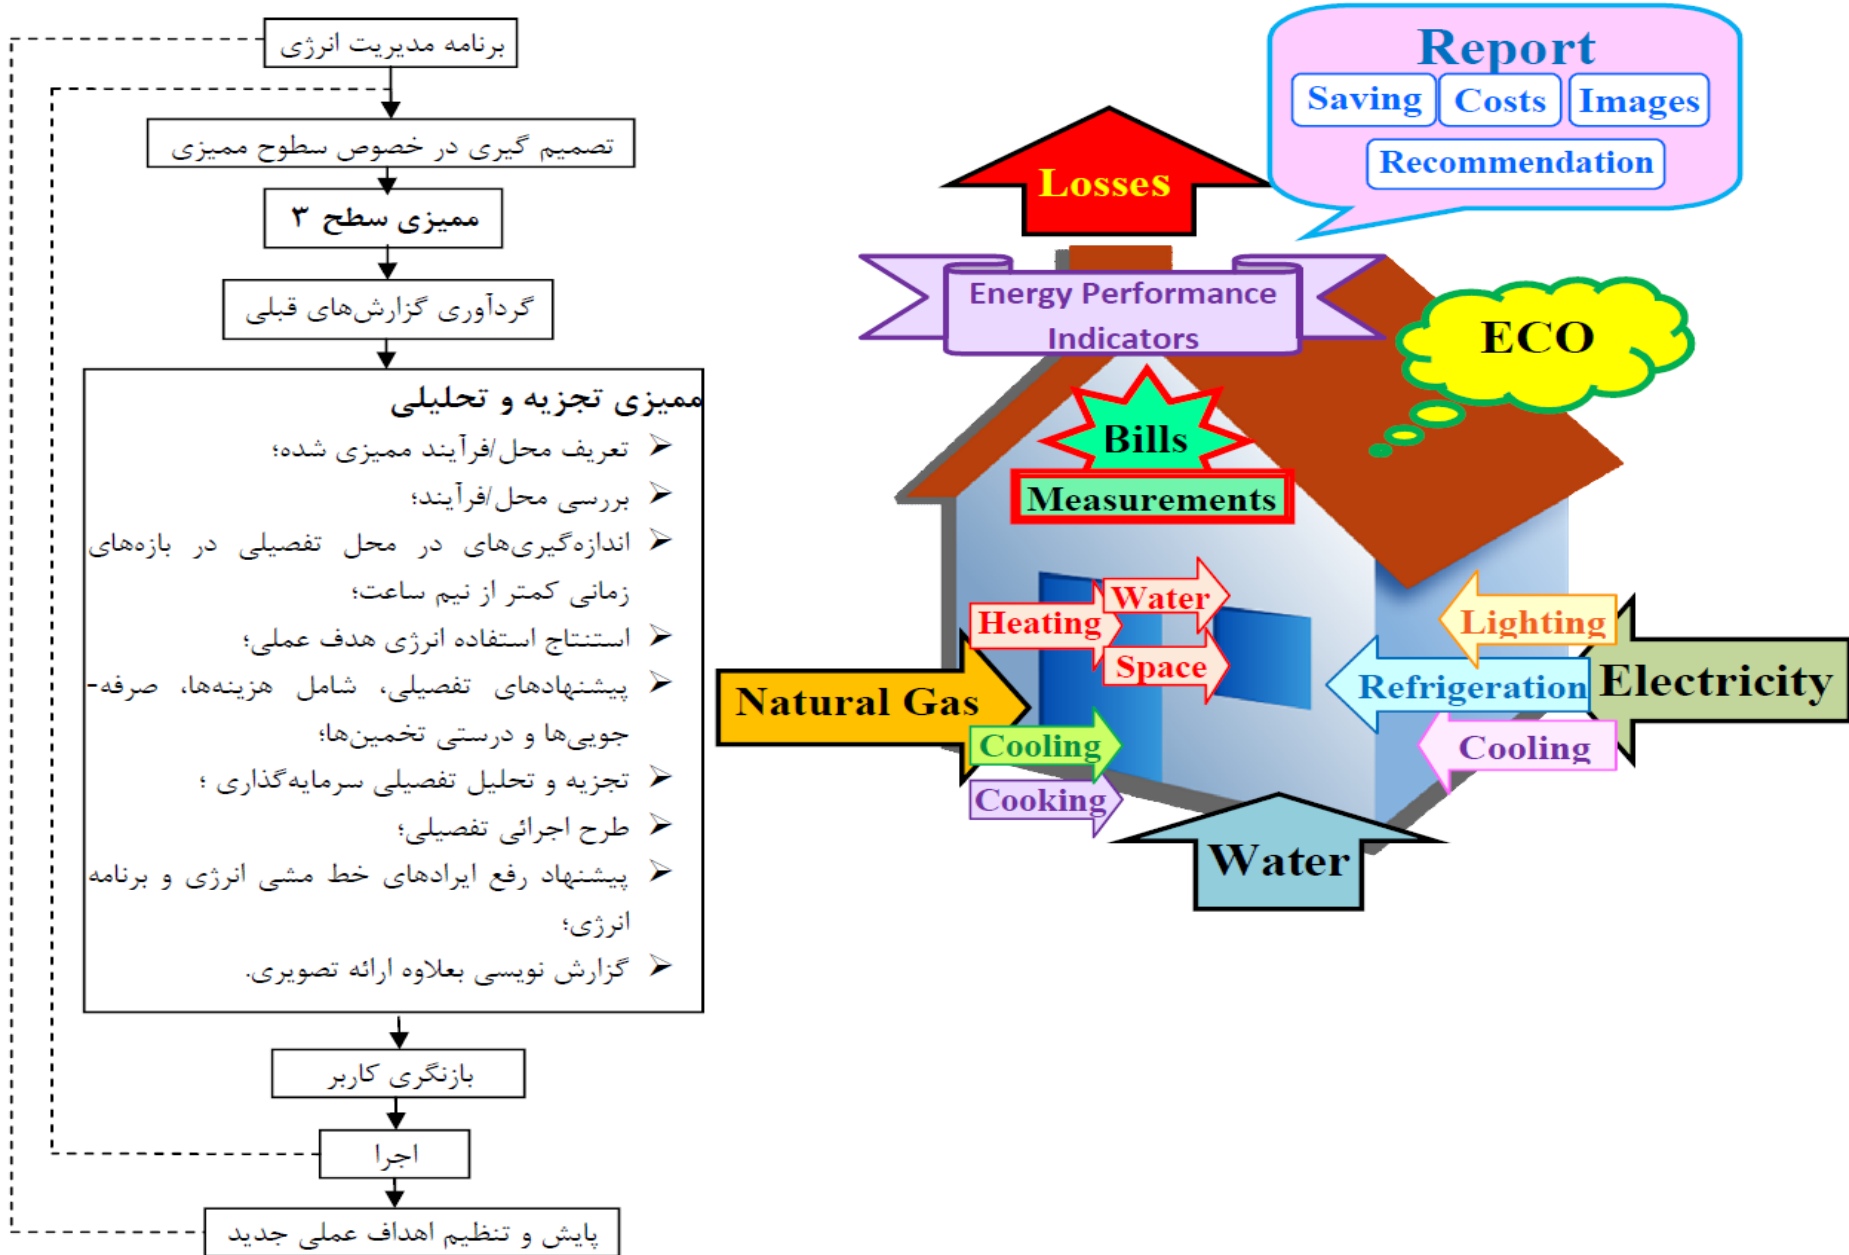 برنامه مدیریت انرژی
تصمیم گیری در خصوص سطوح ممیزی
ممیزی سطح ۳
گردآوری گزارش‌های قبلی
ممیزی تجزیه و تحلیلی
تعریف محل/فرآیند ممیزی شده؛
بررسی محل/فرآیند؛
اندازه‌گیری‌های در محل تفصیلی در بازه‌های
زمانی کمتر از نیم ساعت؛
استنتاج استفاده انرژی هدف عملی؛
پیشنهادهای تفصیلی، شامل هزینه‌ها، صرفه-
جویی‌ها و درستی تخمین‌ها؛
تجزیه و تحلیل تفصیلی سرمایه‌گذاری ؛
طرح اجرائی تفصیلی؛
پیشنهاد رفع ایرادهای خط مشی انرژی و برنامه
انرژی؛
گزارش نویسی بعلاوه ارائه تصویری.
بازنگری کاربر
اجرا
پایش و تنظیم اهداف عملی جدید
Report
Saving Costs Images
Recommendation
Losses
Energy Performance
Indicators
ECO
Bills
Measurements
Water
Heating
Space
Natural Gas
Cooling
Cooking
Lighting
Refrigeration
Electricity
Cooling
Water